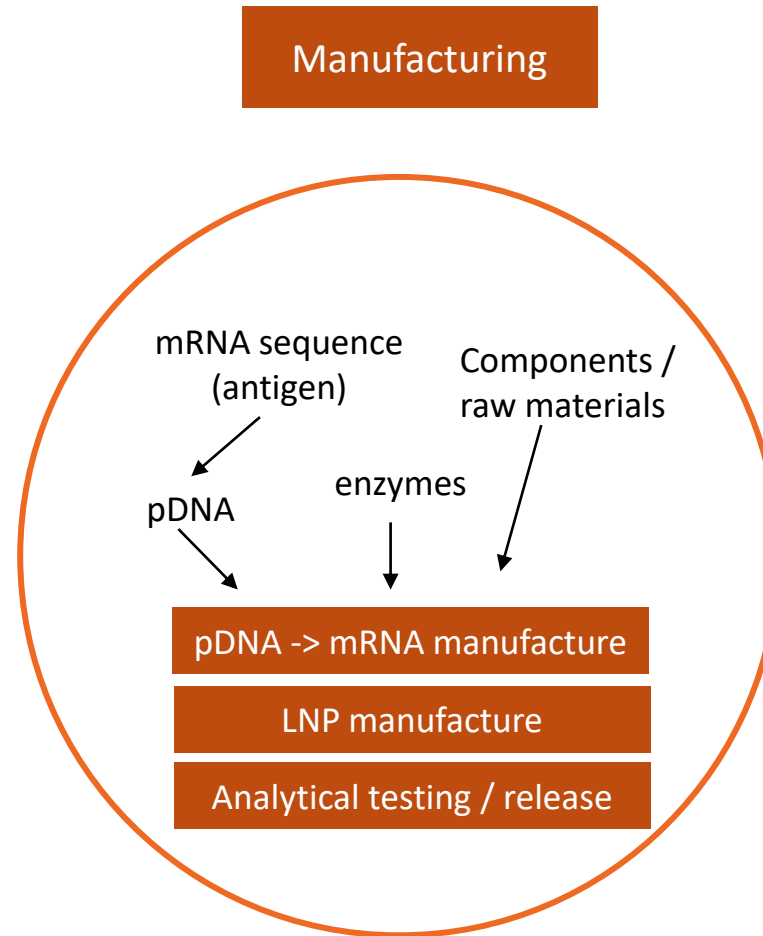 Manufacturing
mRNA sequence
(antigen)
Components /
raw materials
enzymes
pDNA
pDNA -> mRNA manufacture
LNP manufacture
Analytical testing / release